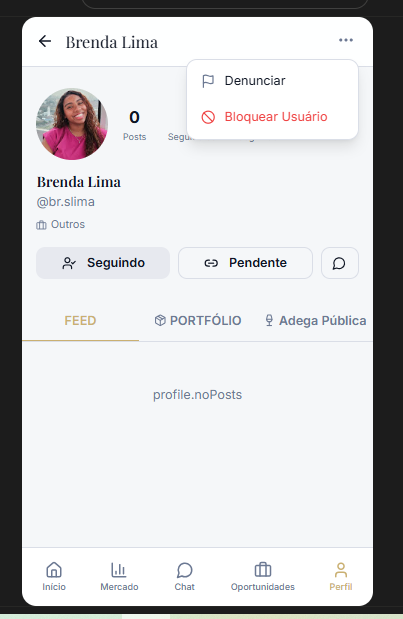 Brenda Lima
Denunciar
Bloquear Usuário
0
Posts
Brenda Lima
@br.slima
Outros
Seguindo
Pendente
FEED
PORTFÓLIO
Adega Pública
profile.noPosts
Início
Mercado
Chat
Oportunidades
Perfil